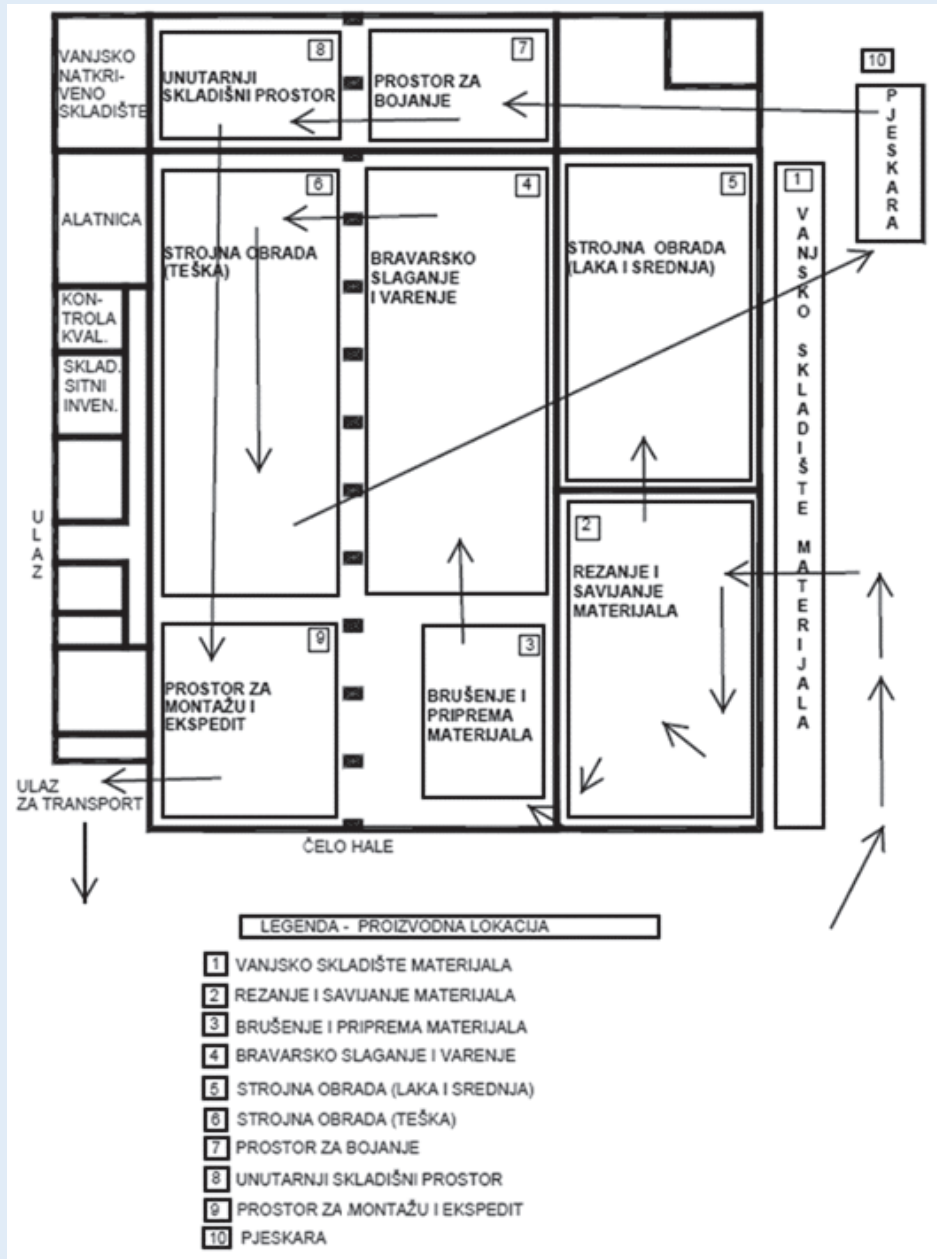 VANJSKO
NATKRI-
VENO
SKLADIŠTE
8
UNUTARNJI
SKLADIŠNI PROSTOR
7
PROSTOR ZA
BOJANJE
10
PJESKARA
ALATNICA
KON-
TROLA
KVAL.
SKLAD.
SITNI
INVEN.
6
STROJNA OBRADA
(TEŠKA)
4
BRAVARSKO
SLAGANJE
I VARENJE
5
STROJNA OBRADA
(LAKA I SREDNJA)
1
VANJSKO SKLADIŠTE MATERIJALA
ULAZ
2
REZANJE I
SAVIJANJE
MATERIJALA
9
PROSTOR ZA
MONTAŽU I
EKSPEDIT
3
BRUŠENJE I
PRIPREMA
MATERIJALA
ULAZ
ZA TRANSPORT
ČELO HALE
LEGENDA - PROIZVODNA LOKACIJA
1 VANJSKO SKLADIŠTE MATERIJALA
2 REZANJE I SAVIJANJE MATERIJALA
3 BRUŠENJE I PRIPREMA MATERIJALA
4 BRAVARSKO SLAGANJE I VARENJE
5 STROJNA OBRADA (LAKA I SREDNJA)
6 STROJNA OBRADA (TEŠKA)
7 PROSTOR ZA BOJANJE
8 UNUTARNJI SKLADIŠNI PROSTOR
9 PROSTOR ZA MONTAŽU I EKSPEDIT
10 PJESKARA